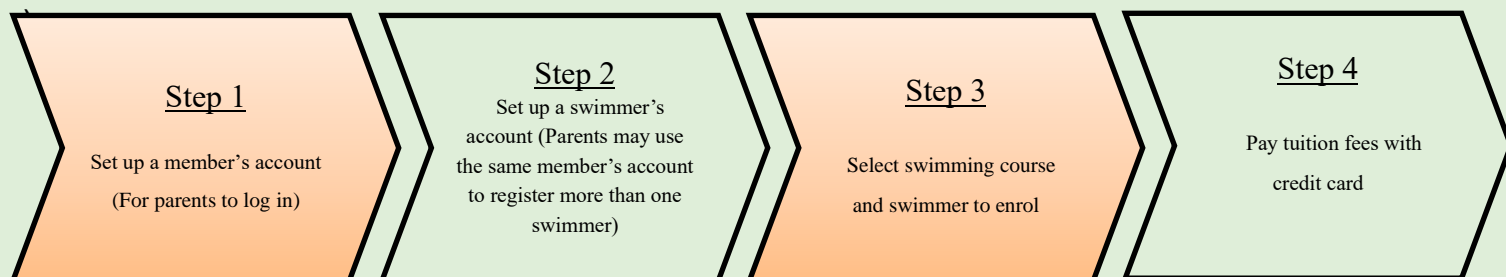 Step 1
Set up a member’s account
(For parents to log in)
Step 2
Set up a swimmer’s
account (Parents may use
the same member’s account
to register more than one
swimmer)
Step 3
Select swimming course
and swimmer to enrol
Step 4
Pay tuition fees with
credit card